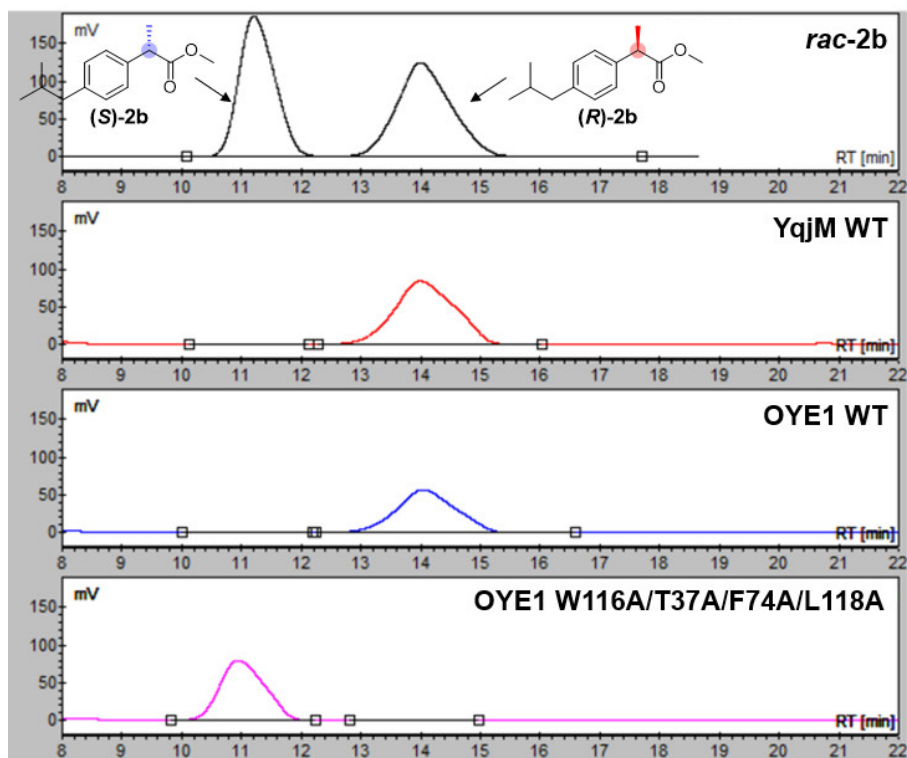 mV
150
100
50
0
O
O
(S)-2b
O
O
(R)-2b
rac-2b
RT [min]
8 9 10 11 12 13 14 15 16 17 18 19 20 21 22
mV
YqjM WT
150
100
50
0
RT [min]
8 9 10 11 12 13 14 15 16 17 18 19 20 21 22
mV
OYE1 WT
150
100
50
0
RT [min]
8 9 10 11 12 13 14 15 16 17 18 19 20 21 22
mV
OYE1 W116A/T37A/F74A/L118A
150
100
50
0
RT [min]
8 9 10 11 12 13 14 15 16 17 18 19 20 21 22